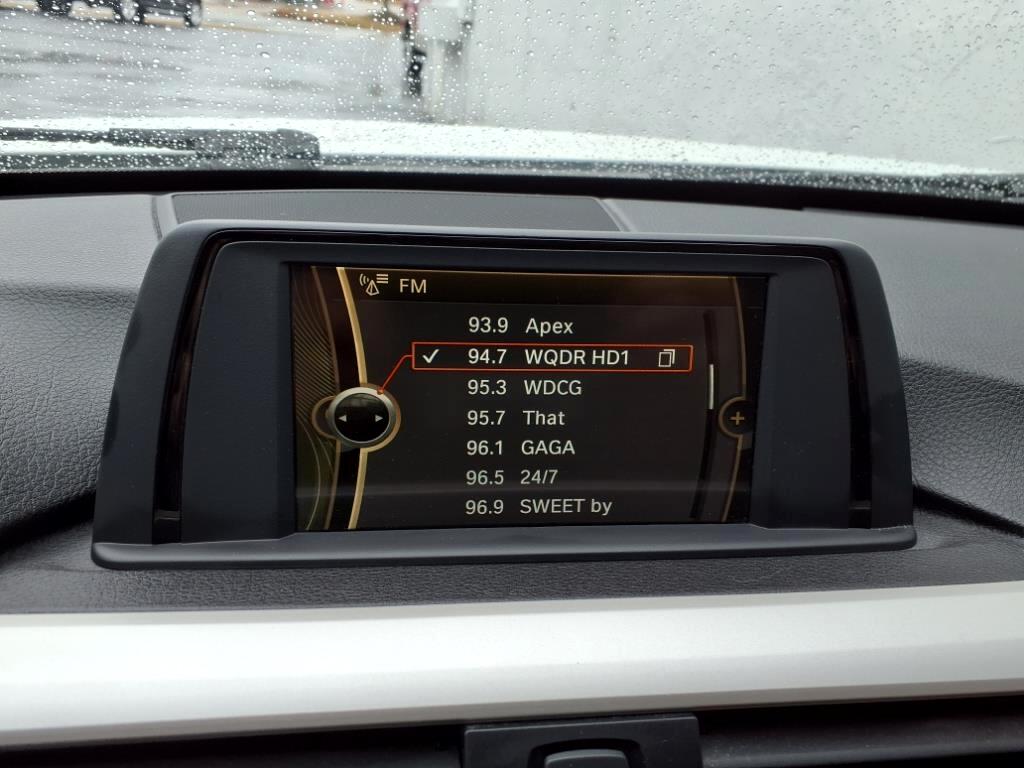 FM
93.9 Apex
94.7 WQDR HD1
95.3 WDCG
95.7 That
96.1 GAGA
96.5 24/7
96.9 SWEET by